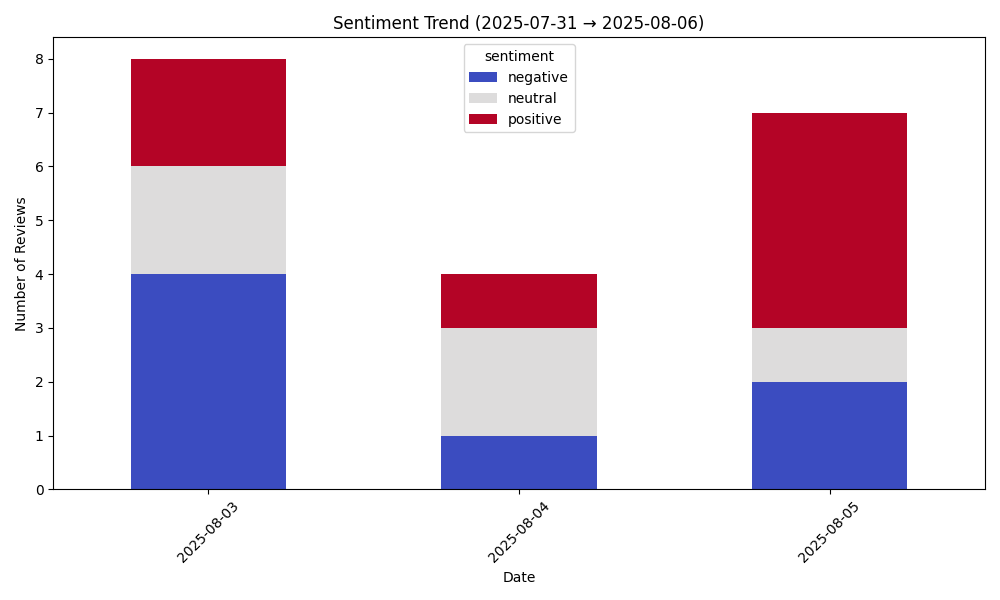 Sentiment Trend (2025-07-31 → 2025-08-06)
sentiment
negative
neutral
positive
Number of Reviews
8
7
6
5
4
3
2
1
0
2025-08-03
2025-08-04
2025-08-05
Date